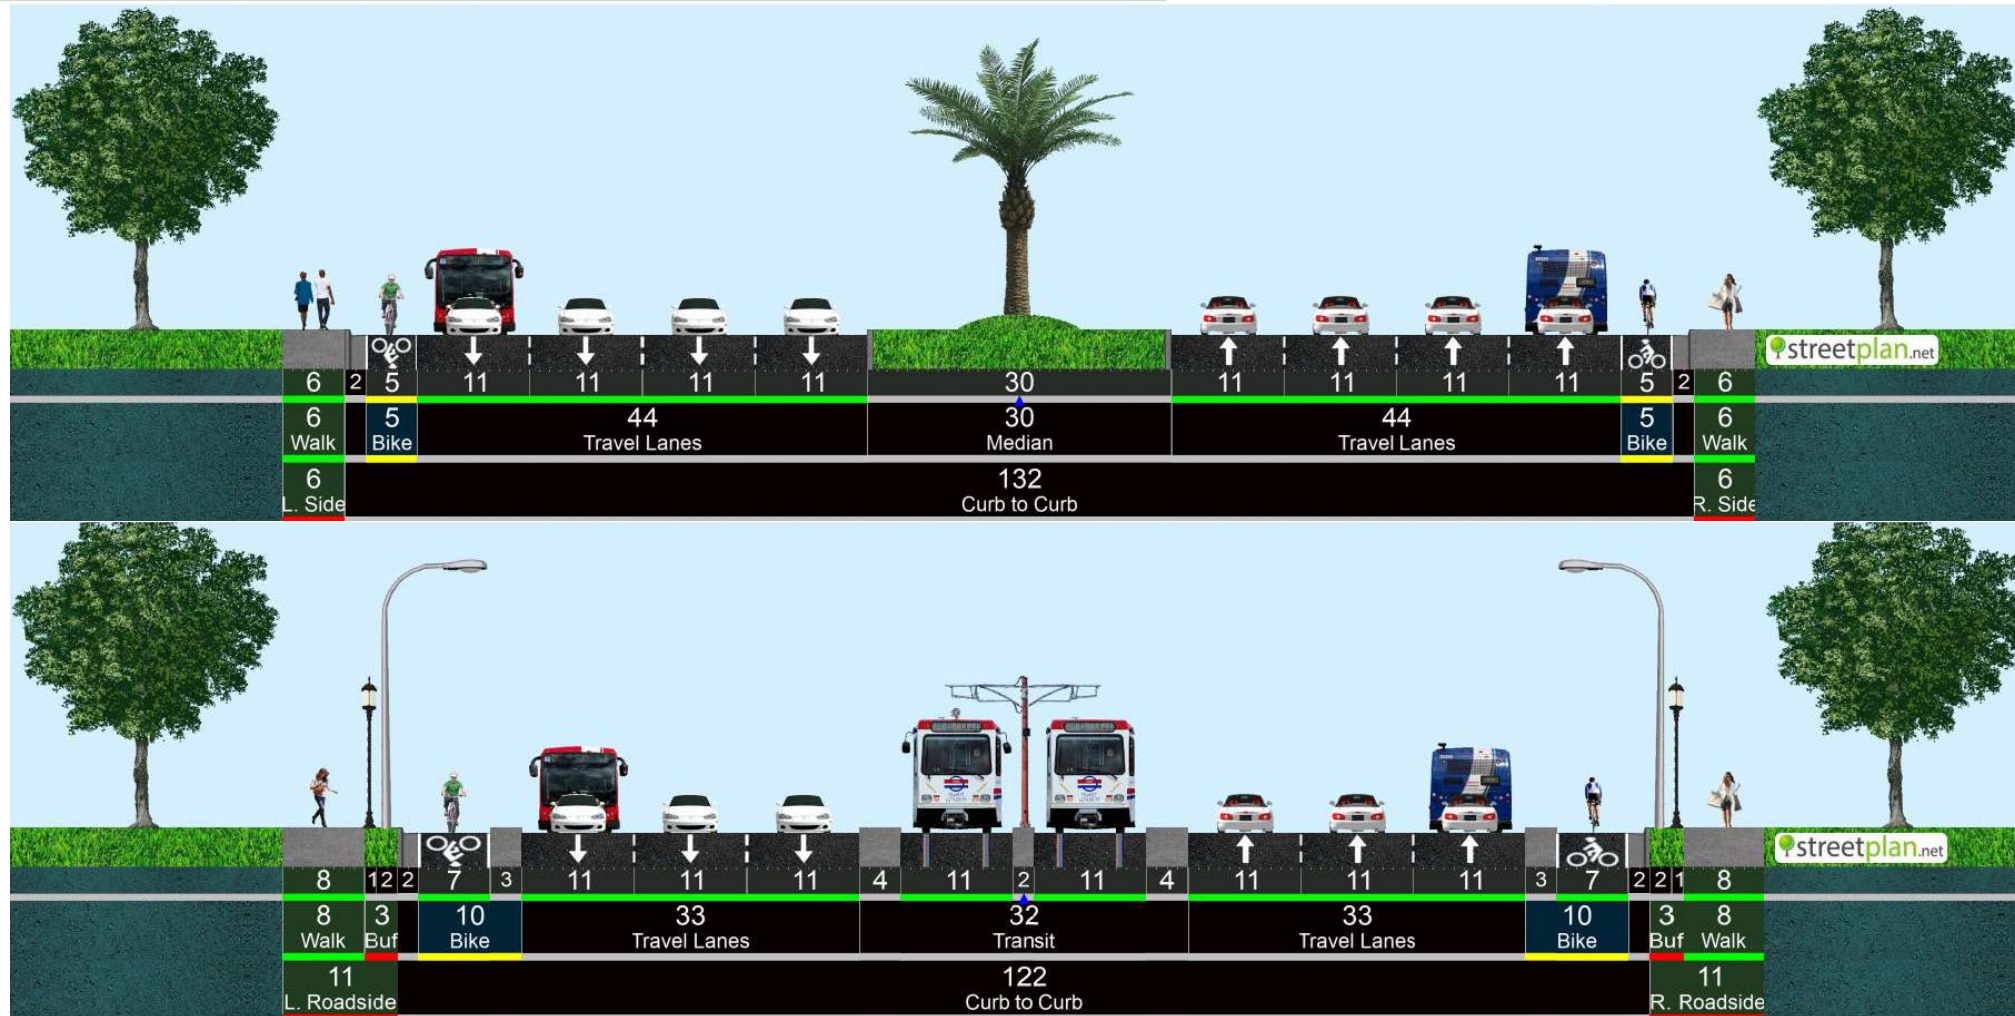 6 2 5 11 11 11 11 30 11 11 11 11 5 2 6
streetplan.net
6 5 44 30 44 5 6
Walk Bike Travel Lanes Median Travel Lanes Bike Walk
6 132 6
L. Side Curb to Curb R. Side
streetplan.net
8 1 2 2 7 3 11 11 11 4 11 2 11 4 11 11 11 3 7 2 2 1 8
8 3 10 33 32 33 10 3 8
Walk Buf Bike Travel Lanes Transit Travel Lanes Bike Buf Walk
11 122 11
L. Roadside Curb to Curb R. Roadside